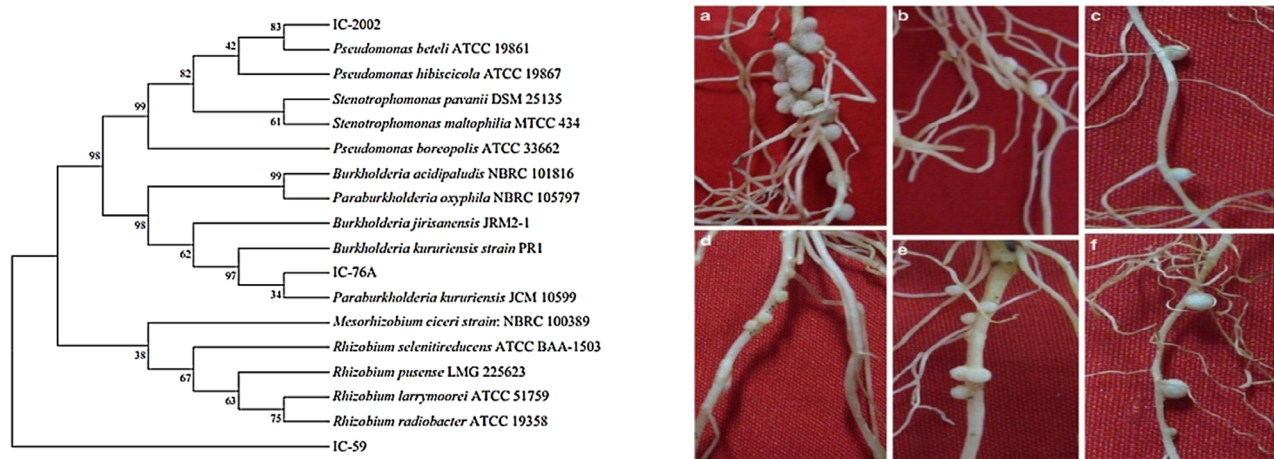 IC-2002
83
Pseudomonas beteli ATCC 19861
42
Pseudomonas hibiscicola ATCC 19867
82
Stenotrophomonas pavanii DSM 25135
99
61
Stenotrophomonas maltophilia MTCC 434
Pseudomonas boreopolis ATCC 33662
98
Burkholderia acidipaludis NBRC 101816
99
Paraburkholderia oxyphila NBRC 105797
98
Burkholderia jirisanensis JRM2-1
62
Burkholderia kururiensis strain PR1
97
IC-76A
34
Paraburkholderia kururiensis JCM 10599
Mesorhizobium ciceri strain: NBRC 100389
38
Rhizobium selenitireducens ATCC BAA-1503
67
Rhizobium pusense LMG 225623
63
Rhizobium larrymoorei ATCC 51759
75
Rhizobium radiobacter ATCC 19358
IC-59
a
b
c
d
e
f